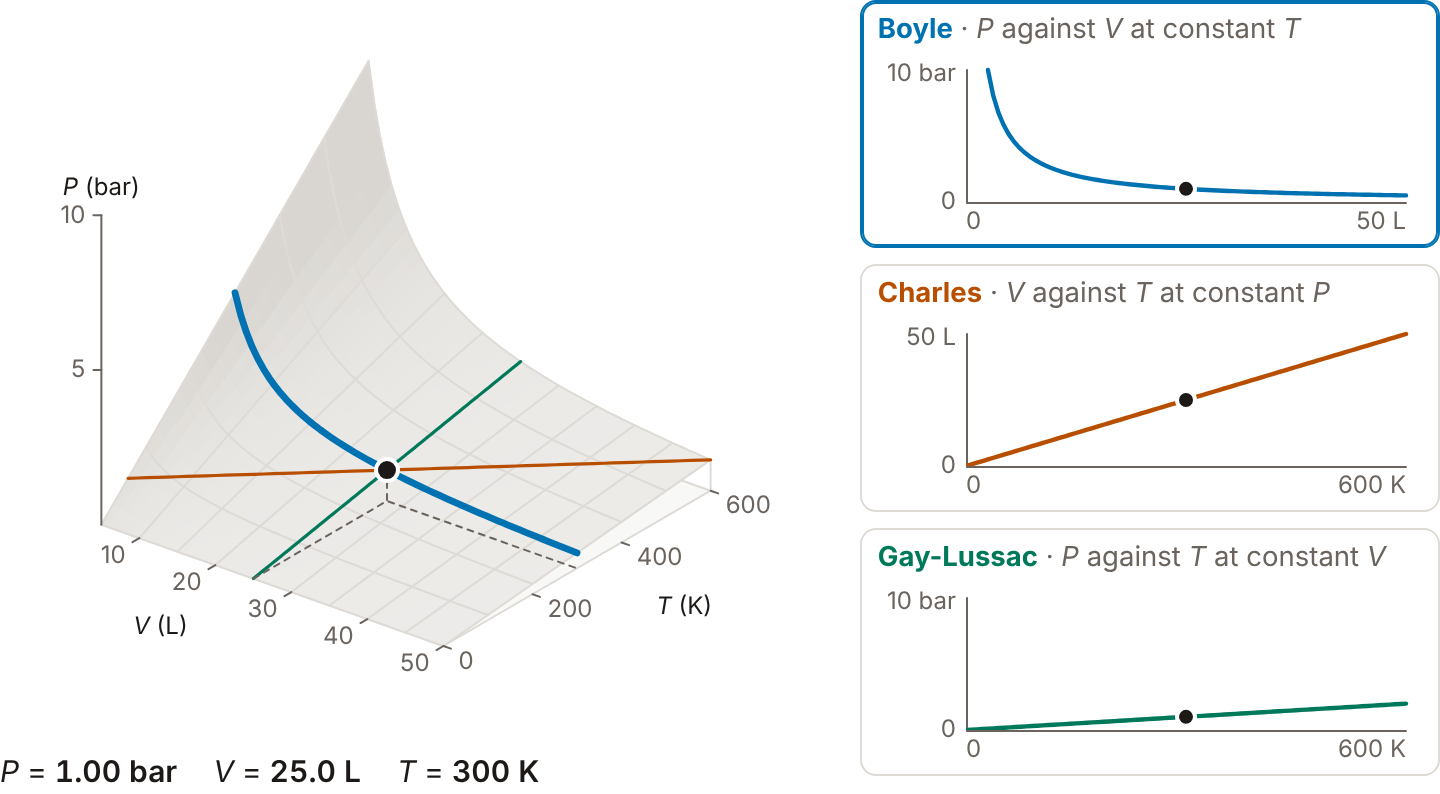 P (bar)
10
5
10
20
30
40
50
V (L)
0
200
400
600
T (K)
P = 1.00 bar V = 25.0 L T = 300 K
Boyle · P against V at constant T
10 bar
0
0
50 L
Charles · V against T at constant P
50 L
0
0
600 K
Gay-Lussac · P against T at constant V
10 bar
0
0
600 K